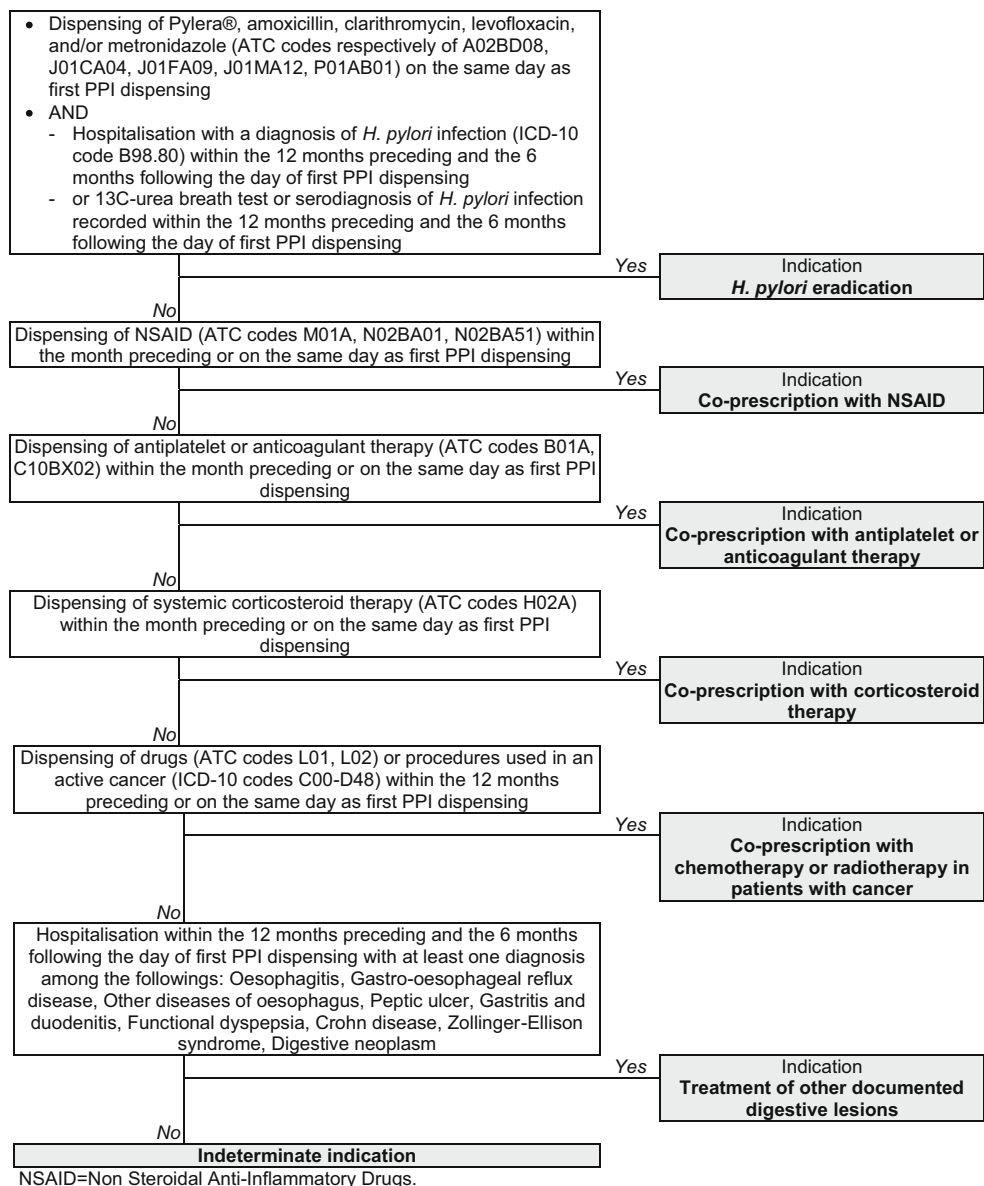 • Dispensing of Pylera®, amoxicillin, clarithromycin, levofloxacin,
and/or metronidazole (ATC codes respectively of A02BD08,
J01CA04, J01FA09, J01MA12, P01AB01) on the same day as
first PPI dispensing
• AND
- Hospitalisation with a diagnosis of H. pylori infection (ICD-10
code B98.80) within the 12 months preceding and the 6
months following the day of first PPI dispensing
- or 13C-urea breath test or serodiagnosis of H. pylori infection
recorded within the 12 months preceding and the 6 months
following the day of first PPI dispensing
Yes
Indication
H. pylori eradication
No
Dispensing of NSAID (ATC codes M01A, N02BA01, N02BA51) within
the month preceding or on the same day as first PPI dispensing
Yes
Indication
Co-prescription with NSAID
No
Dispensing of antiplatelet or anticoagulant therapy (ATC codes B01A,
C10BX02) within the month preceding or on the same day as first PPI
dispensing
Yes
Indication
Co-prescription with antiplatelet or
anticoagulant therapy
No
Dispensing of systemic corticosteroid therapy (ATC codes H02A)
within the month preceding or on the same day as first PPI
dispensing
Yes
Indication
Co-prescription with corticosteroid
therapy
No
Dispensing of drugs (ATC codes L01, L02) or procedures used in an
active cancer (ICD-10 codes C00-D48) within the 12 months
preceding or on the same day as first PPI dispensing
Yes
Indication
Co-prescription with
chemotherapy or radiotherapy in
patients with cancer
No
Hospitalisation within the 12 months preceding and the 6 months
following the day of first PPI dispensing with at least one diagnosis
among the followings: Oesophagitis, Gastro-oesophageal reflux
disease, Other diseases of oesophagus, Peptic ulcer, Gastritis and
duodenitis, Functional dyspepsia, Crohn disease, Zollinger-Ellison
syndrome, Digestive neoplasm
Yes
Indication
Treatment of other documented
digestive lesions
No
Indeterminate indication
NSAID=Non Steroidal Anti-Inflammatory Drugs.